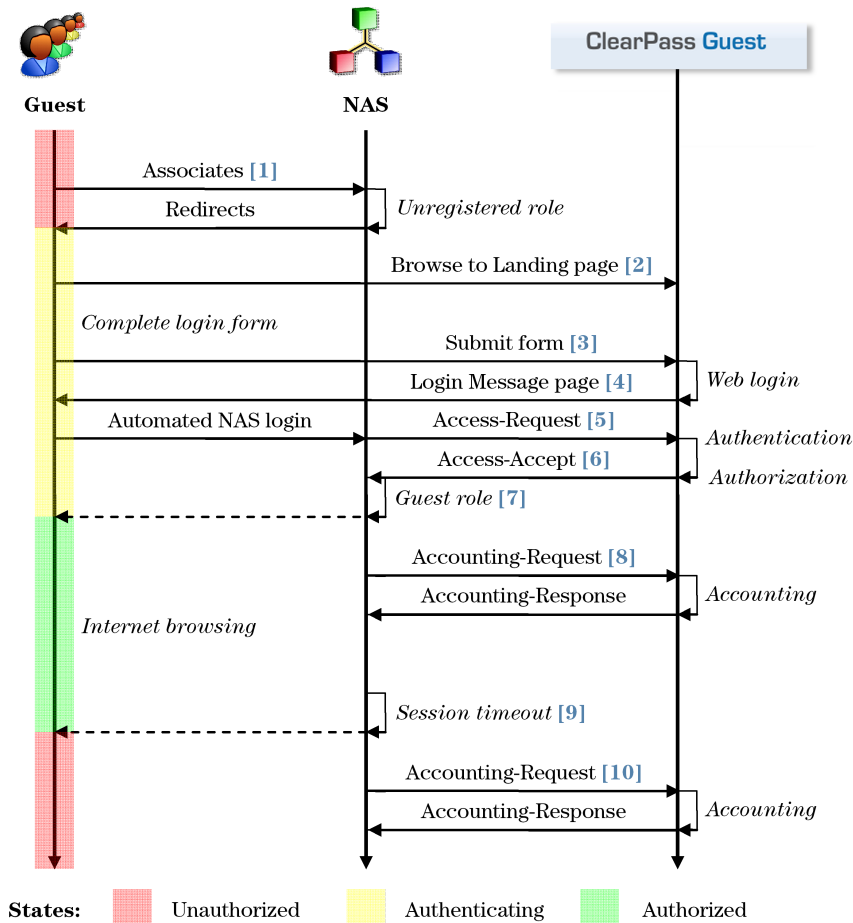 ClearPass Guest
Guest
NAS
Associates [1]
Redirects
Unregistered role
Browse to Landing page [2]
Complete login form
Submit form [3]
Login Message page [4]
Web login
Automated NAS login
Access-Request [5]
Authentication
Access-Accept [6]
Authorization
Guest role [7]
Accounting-Request [8]
Accounting-Response
Accounting
Internet browsing
Session timeout [9]
Accounting-Request [10]
Accounting-Response
Accounting
States:
Unauthorized
Authenticating
Authorized